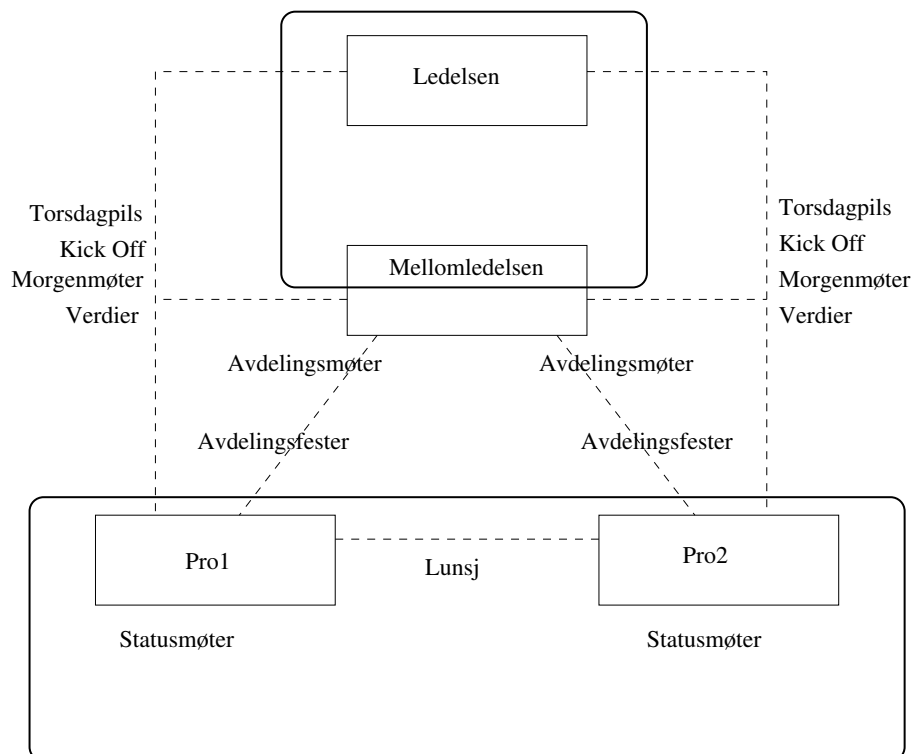 Ledelsen
Torsdagpils
Kick Off
Morgenmøter
Verdier
Torsdagpils
Kick Off
Morgenmøter
Verdier
Mellomledelsen
Avdelingsmøter
Avdelingsmøter
Avdelingsfester
Avdelingsfester
Pro1
Lunsj
Pro2
Statusmøter
Statusmøter